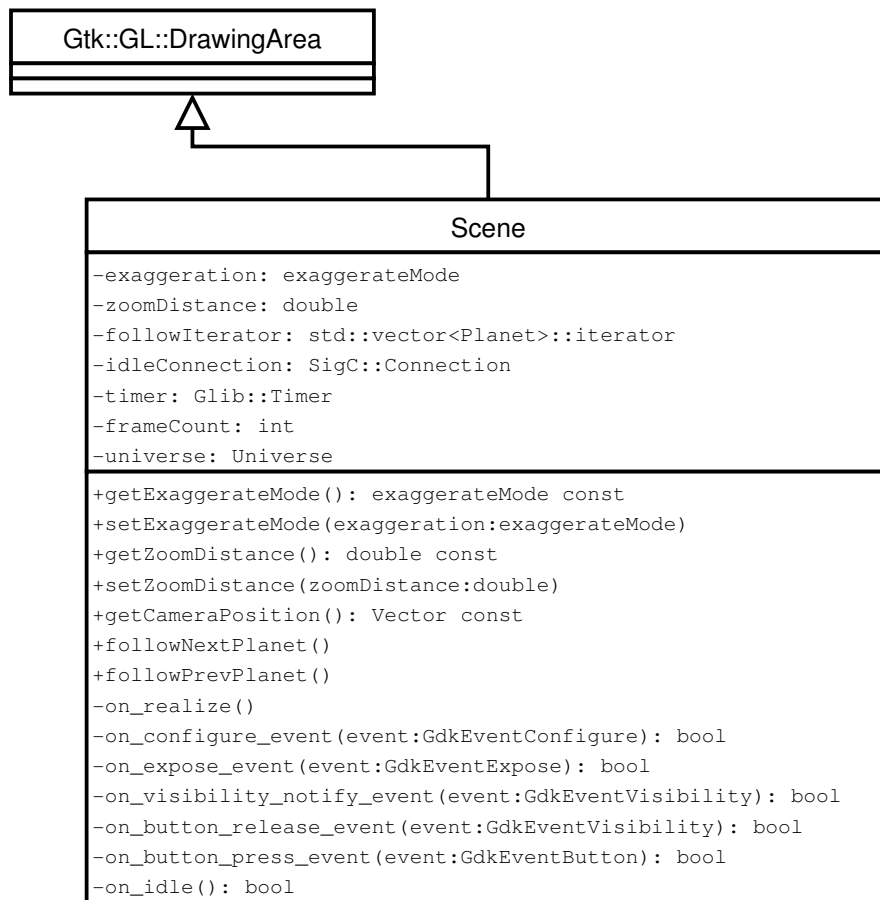 Gtk::GL::DrawingArea
Scene
-exaggeration: exaggerateMode
-zoomDistance: double
-followIterator: std::vector<Planet>::iterator
-idleConnection: SigC::Connection
-timer: Glib::Timer
-frameCount: int
-universe: Universe
+getExaggerateMode(): exaggerateMode const
+setExaggerateMode(exaggeration:exaggerateMode)
+getZoomDistance(): double const
+setZoomDistance(zoomDistance:double)
+getCameraPosition(): Vector const
+followNextPlanet()
+followPrevPlanet()
-on_realize()
-on_configure_event(event:GdkEventConfigure): bool
-on_expose_event(event:GdkEventExpose): bool
-on_visibility_notify_event(event:GdkEventVisibility): bool
-on_button_release_event(event:GdkEventVisibility): bool
-on_button_press_event(event:GdkEventButton): bool
-on_idle(): bool